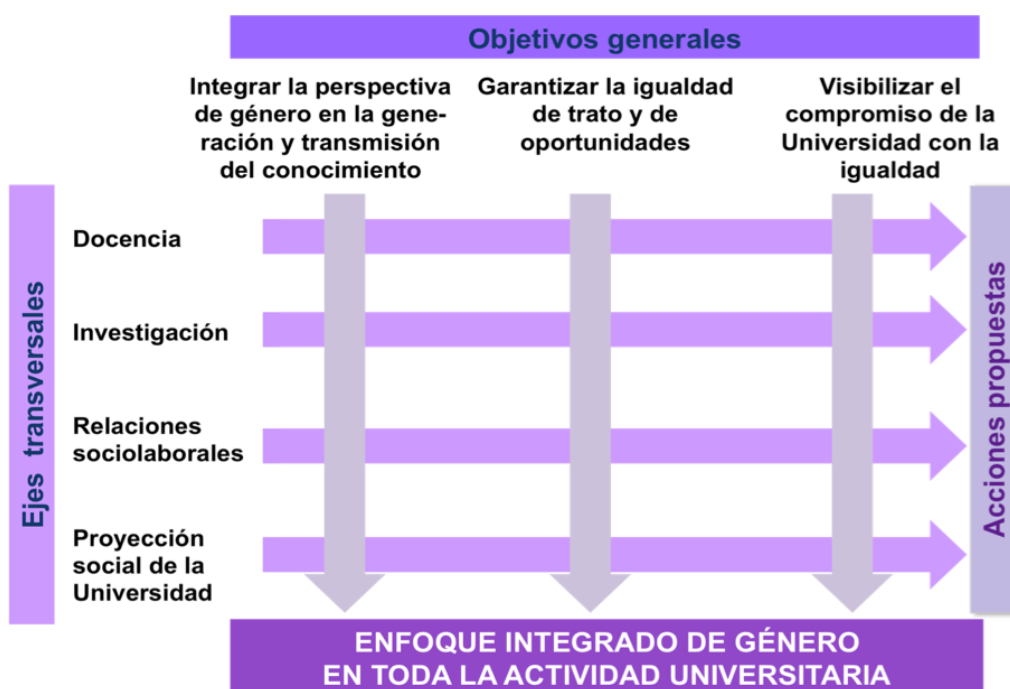 Objetivos generales
Integrar la perspectiva
de género en la gene-
ración y transmisión
del conocimiento
Garantizar la igualdad
de trato y de
oportunidades
Visibilizar el
compromiso de la
Universidad con la
igualdad
Ejes transversales
Docencia
Investigación
Relaciones
sociolaborales
Proyección
social de la
Universidad
Acciones propuestas
ENFOQUE INTEGRADO DE GÉNERO
EN TODA LA ACTIVIDAD UNIVERSITARIA